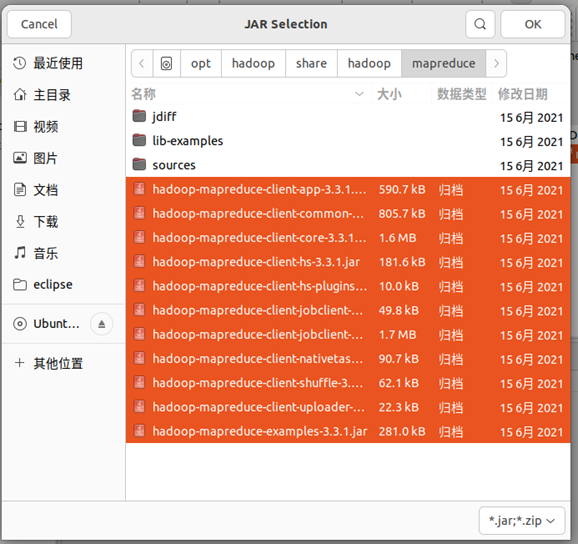 Cancel
JAR Selection
OK
最近使用
主目录
视频
图片
文档
下载
音乐
eclipse
Ubunt...
其他位置
opt
hadoop
share
hadoop
mapreduce
名称 大小 数据类型 修改日期
jdiff 15 6月 2021
lib-examples 15 6月 2021
sources 15 6月 2021
hadoop-mapreduce-client-app-3.3.1.... 590.7 kB 归档 15 6月 2021
hadoop-mapreduce-client-common-... 805.7 kB 归档 15 6月 2021
hadoop-mapreduce-client-core-3.3.1... 1.6 MB 归档 15 6月 2021
hadoop-mapreduce-client-hs-3.3.1.jar 181.6 kB 归档 15 6月 2021
hadoop-mapreduce-client-hs-plugins... 10.0 kB 归档 15 6月 2021
hadoop-mapreduce-client-jobclient-... 49.8 kB 归档 15 6月 2021
hadoop-mapreduce-client-jobclient-... 1.7 MB 归档 15 6月 2021
hadoop-mapreduce-client-nativetas... 90.7 kB 归档 15 6月 2021
hadoop-mapreduce-client-shuffle-3.... 62.1 kB 归档 15 6月 2021
hadoop-mapreduce-client-uploader-... 22.3 kB 归档 15 6月 2021
hadoop-mapreduce-examples-3.3.1.jar 281.0 kB 归档 15 6月 2021
*.jar;*.zip